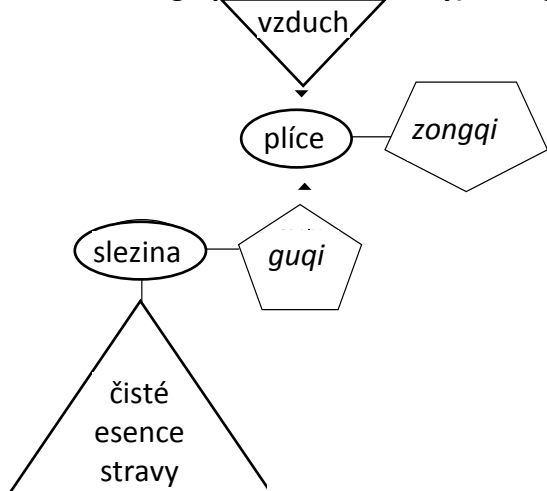 vzduch
plíce
zongqi
slezina
guqi
čisté
esence
stravy